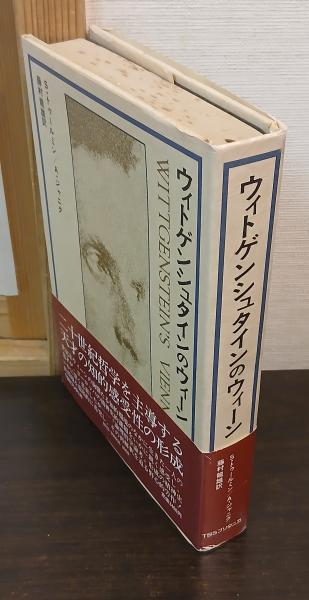 ウィトゲンシュタインのウィーン
WITTGENSTEIN'S VIENN
S・トゥールミン/A・ジャニク
藤村龍雄訳
二十世紀哲学を主導する
天才の知的感受性の形成
ウィトゲンシュタインのウィーン
S・トゥールミン/A・ジャニク
藤村龍雄訳
TBSブリタニカ